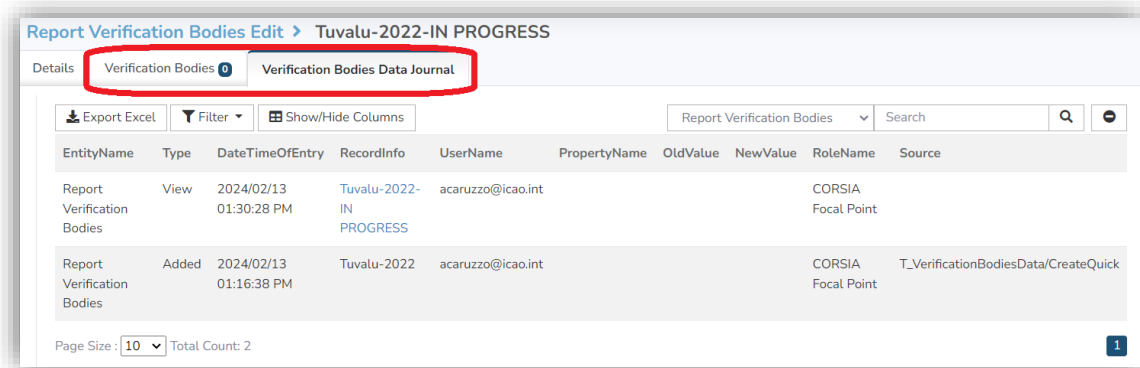 Report Verification Bodies Edit > Tuvalu-2022-IN PROGRESS
Details Verification Bodies 0 Verification Bodies Data Journal
Export Excel Filter Show/Hide Columns Report Verification Bodies Search
EntityName Type DateTimeOfEntry RecordInfo UserName PropertyName OldValue NewValue RoleName Source
Report View 2024/02/13 Tuvalu-2022- acaruzzo@icao.int CORSIA
Verification 01:30:28 PM IN Focal Point
Bodies PROGRESS
Report Added 2024/02/13 Tuvalu-2022 acaruzzo@icao.int CORSIA T_VerificationBodiesData/CreateQuick
Verification 01:16:38 PM Focal Point
Bodies
Page Size : 10 Total Count: 2 1